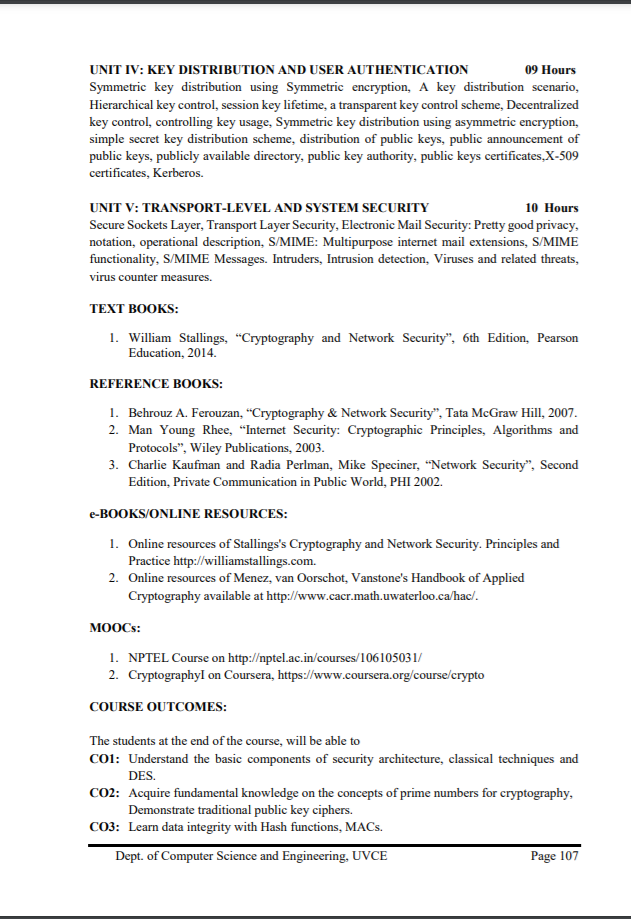 UNIT IV: KEY DISTRIBUTION AND USER AUTHENTICATION 09 Hours
Symmetric key distribution using Symmetric encryption, A key distribution scenario,
Hierarchical key control, session key lifetime, a transparent key control scheme, Decentralized
key control, controlling key usage, Symmetric key distribution using asymmetric encryption,
simple secret key distribution scheme, distribution of public keys, public announcement of
public keys, publicly available directory, public key authority, public keys certificates,X-509
certificates, Kerberos.
UNIT V: TRANSPORT-LEVEL AND SYSTEM SECURITY 10 Hours
Secure Sockets Layer, Transport Layer Security, Electronic Mail Security: Pretty good privacy,
notation, operational description, S/MIME: Multipurpose internet mail extensions, S/MIME
functionality, S/MIME Messages. Intruders, Intrusion detection, Viruses and related threats,
virus counter measures.
TEXT BOOKS:
1. William Stallings, “Cryptography and Network Security”, 6th Edition, Pearson
Education, 2014.
REFERENCE BOOKS:
1. Behrouz A. Ferouzan, “Cryptography & Network Security”, Tata McGraw Hill, 2007.
2. Man Young Rhee, “Internet Security: Cryptographic Principles, Algorithms and
Protocols”, Wiley Publications, 2003.
3. Charlie Kaufman and Radia Perlman, Mike Speciner, “Network Security”, Second
Edition, Private Communication in Public World, PHI 2002.
e-BOOKS/ONLINE RESOURCES:
1. Online resources of Stallings's Cryptography and Network Security. Principles and
Practice http://williamstallings.com.
2. Online resources of Menez, van Oorschot, Vanstone's Handbook of Applied
Cryptography available at http://www.cacr.math.uwaterloo.ca/hac/.
MOOCs:
1. NPTEL Course on http://nptel.ac.in/courses/106105031/
2. CryptographyI on Coursera, https://www.coursera.org/course/crypto
COURSE OUTCOMES:
The students at the end of the course, will be able to
CO1: Understand the basic components of security architecture, classical techniques and
DES.
CO2: Acquire fundamental knowledge on the concepts of prime numbers for cryptography,
Demonstrate traditional public key ciphers.
CO3: Learn data integrity with Hash functions, MACs.
Dept. of Computer Science and Engineering, UVCE Page 107